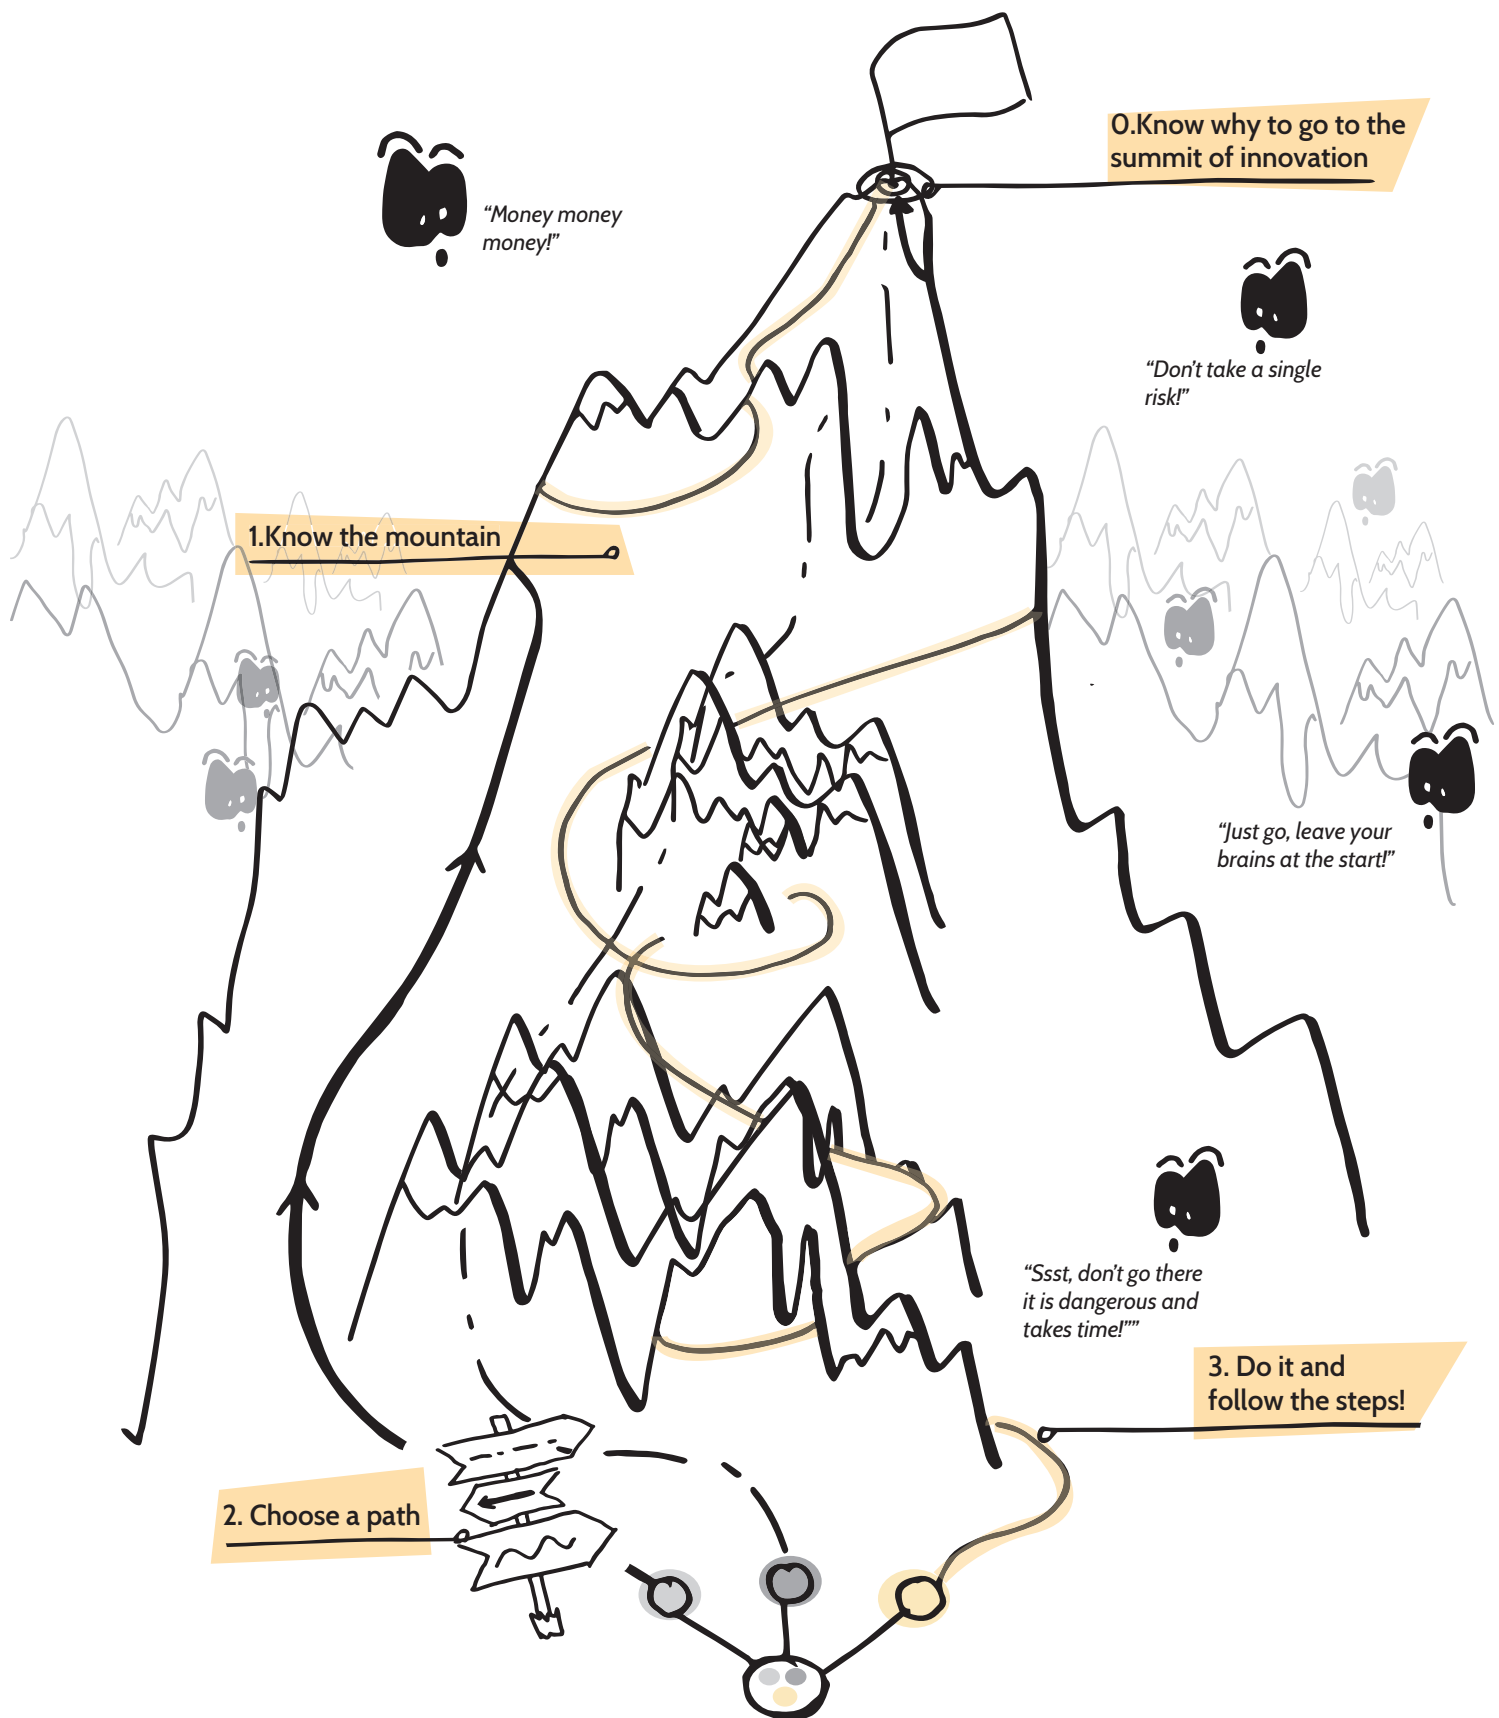 0.Know why to go to the
summit of innovation
“Money money
money!”
“Don’t take a single
risk!”
1.Know the mountain
“Just go, leave your
brains at the start!”
“Ssst, don’t go there
it is dangerous and
takes time!””
3. Do it and
follow the steps!
2. Choose a path